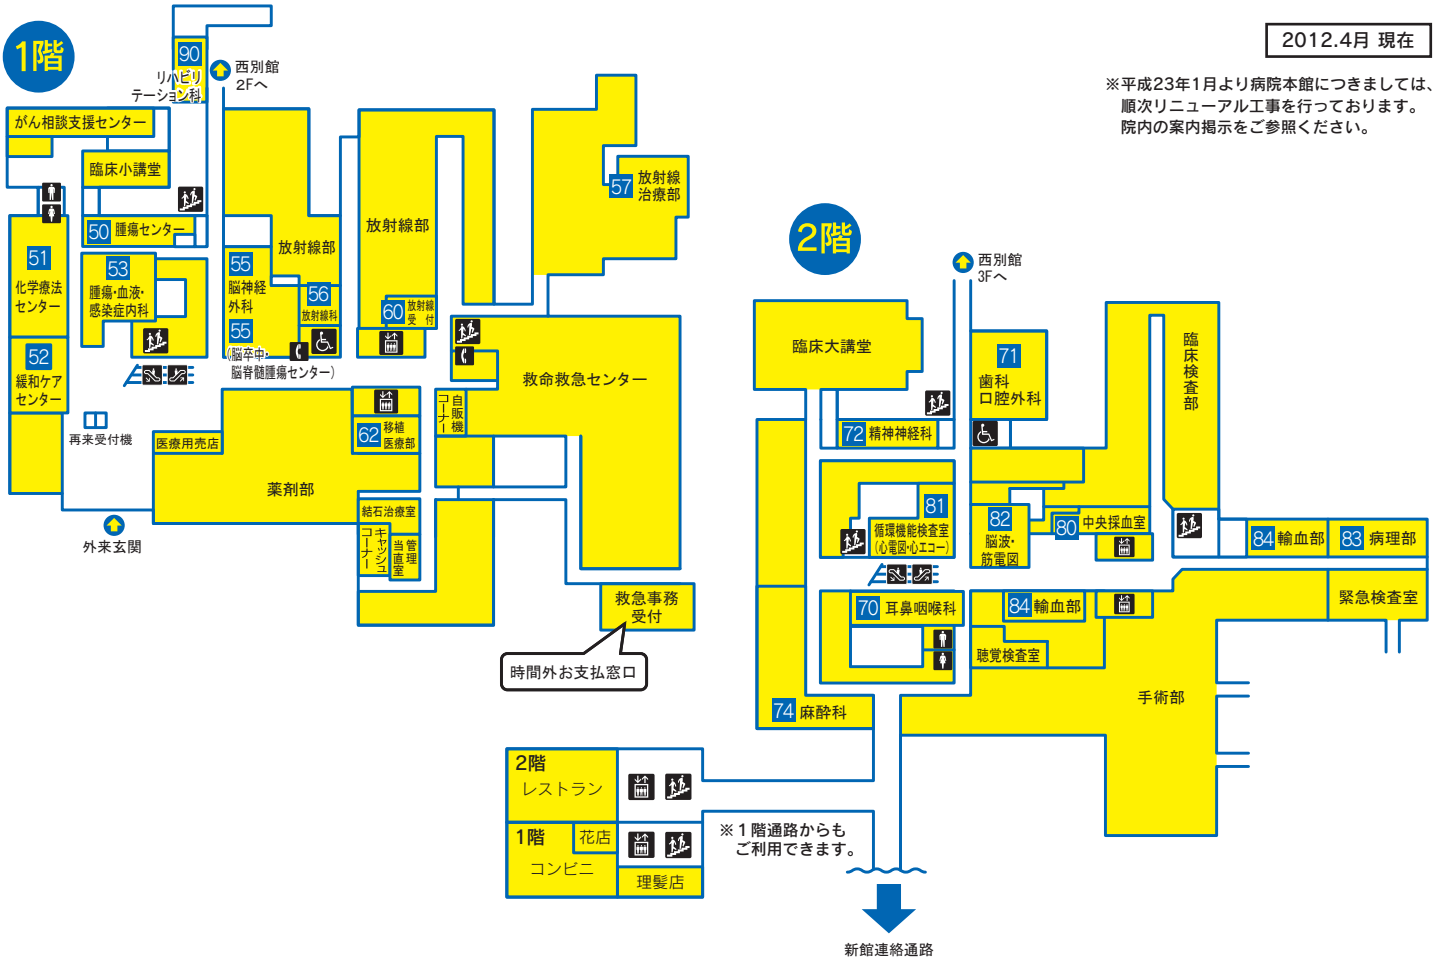 1階
90
リハビリ
テーション科
西別館
2Fへ
がん相談支援センター
臨床小講堂
50 腫瘍センター
51
化学療法
センター
53
腫瘍・血液・
感染症内科
52
緩和ケア
センター
再来受付機
外来玄関
医療用売店
薬剤部
放射線部
55
脳神経
外科
55
(脳卒中・
脳脊髄腫瘍センター)
56
放射線科
放射線部
60 放射線
受 付
57 放射線
治療部
救命救急センター
自販機
コーナー
62 移植
医療部
結石治療室
キャッシュ
コーナー
管理
当直室
救急事務
受付
時間外お支払窓口
2012.4月 現在
※平成23年1月より病院本館につきましては、
順次リニューアル工事を行っております。
院内の案内掲示をご参照ください。
2階
西別館
3Fへ
臨床大講堂
71
歯科
口腔外科
臨床検査部
72 精神神経科
81
循環機能検査室
(心電図・心エコー)
82
脳波・
筋電図
80 中央採血室
84 輸血部
83 病理部
緊急検査室
70 耳鼻咽喉科
84 輸血部
聴覚検査室
手術部
74 麻酔科
2階
レストラン
1階
花店
コンビニ
理髪店
※１階通路からも
ご利用できます。
新館連絡通路